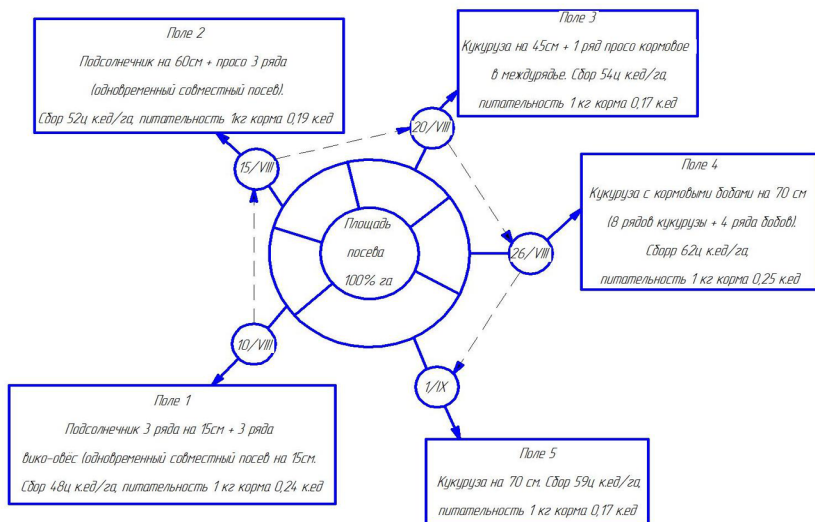 Поле 2
Подсолнечник на 60см + просо 3 ряда
(одновременный совместный посев).
Сбор 52ц к.ед/га, питательность 1кг корма 0,19 к.ед
Поле 3
Кукуруза на 45см + 1 ряд просо кормовое
в междурядье. Сбор 54ц к.ед/га,
питательность 1 кг корма 0,17 к.ед
20/VIII
15/VIII
Поле 4
Кукуруза с кормовыми бобами на 70 см
(8 рядов кукурузы + 4 ряда бобов).
Сборр 62ц к.ед/га,
питательность 1 кг корма 0,25 к.ед
Площадь
посева
100% га
26/VIII
10/VIII
1/IX
Поле 1
Подсолнечник 3 ряда на 15см + 3 ряда
вико-овёс (одновременный совместный посев на 15см.
Сбор 48ц к.ед/га, питательность 1 кг корма 0,24 к.ед
Поле 5
Кукуруза на 70 см. Сбор 59ц к.ед/га,
питательность 1 кг корма 0,17 к.ед